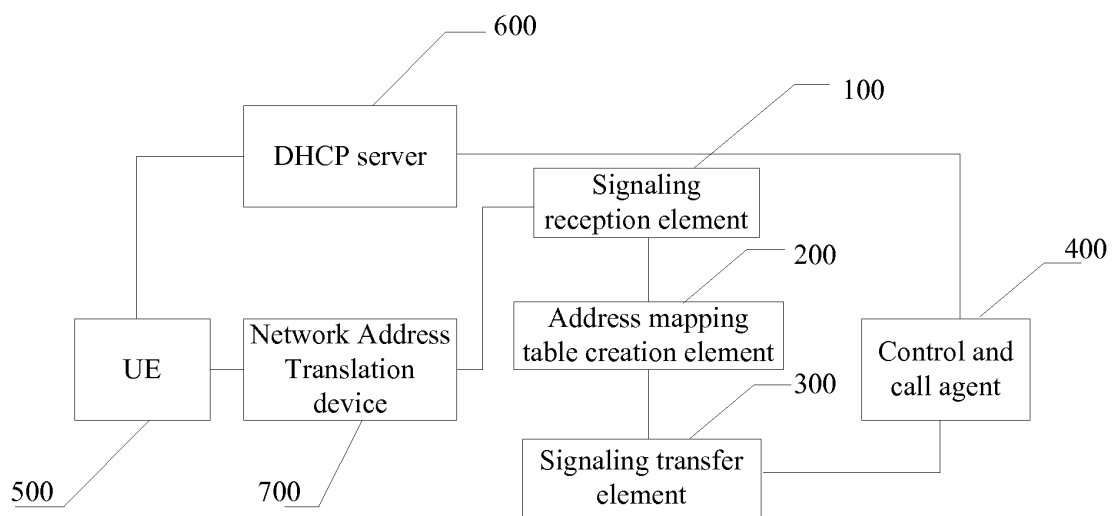 600
DHCP server
100
Signaling
reception element
200
400
Address mapping
table creation element
UE
Network Address
Translation
device
Control and
call agent
300
Signaling transfer
element
500
700